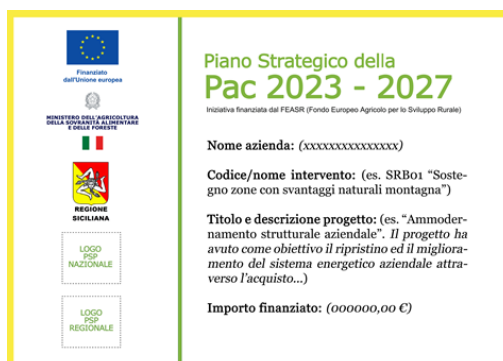 Finanziato
dall'Unione europea
MINISTERO DELL'AGRICOLTURA
DELLA SOVRANITÀ ALIMENTARE
E DELLE FORESTE
REGIONE
SICILIANA
LOGO
PSP
NAZIONALE
LOGO
PSP
REGIONALE
Piano Strategico della
Pac 2023 - 2027
Iniziativa finanziata dal FEASR (Fondo Europeo Agricolo per lo Sviluppo Rurale)
Nome azienda: (xxxxxxxxxxxxxxx)
Codice/nome intervento: (es. SRB01 “Soste-
gno zone con svantaggi naturali montagna”)
Titolo e descrizione progetto: (es. “Ammoder-
namento strutturale aziendale”. Il progetto ha
avuto come obiettivo il ripristino ed il migliora-
mento del sistema energetico aziendale attra-
verso l’acquisto...)
Importo finanziato: (000000,00 €)